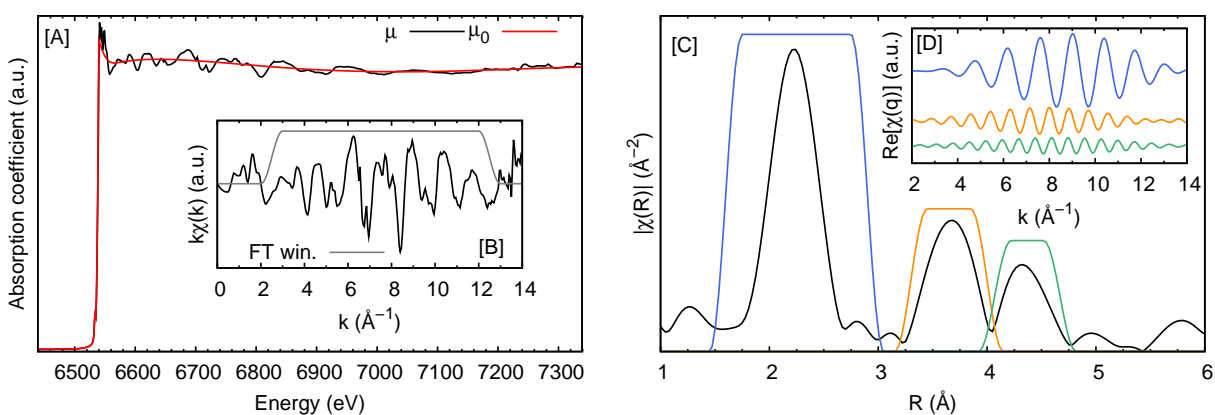 [A]
μ
μ0
Absorption coefficient (a.u.)
6500 6600 6700 6800 6900 7000 7100 7200 7300
Energy (eV)
kχ(k) (a.u.)
FT win.
[B]
0 2 4 6 8 10 12 14
k (Å−1)
[C]
|χ(R)| (Å−2)
1 2 3 4 5 6
R (Å)
[D]
Re[χ(q)] (a.u.)
2 4 6 8 10 12 14
k (Å−1)